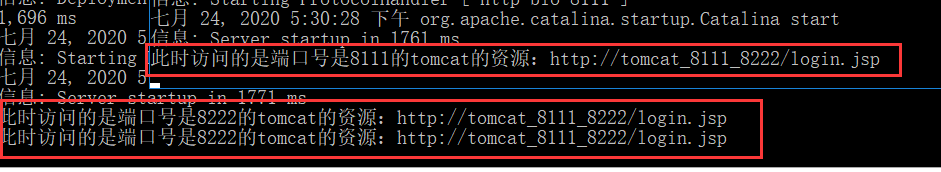 信息: Deploymen
1,696 ms
七月 24, 2020 5
信息: Starting
七月 24, 2020 5
信息: Starting ProtocolHandler ["http-bio-8111"]
七月 24, 2020 5:30:28 下午 org.apache.catalina.startup.Catalina start
信息: Server startup in 1761 ms
此时访问的是端口号是8111的tomcat的资源：http://tomcat_8111_8222/login.jsp
信息: Server startup in 1771 ms
此时访问的是端口号是8222的tomcat的资源：http://tomcat_8111_8222/login.jsp
此时访问的是端口号是8222的tomcat的资源：http://tomcat_8111_8222/login.jsp